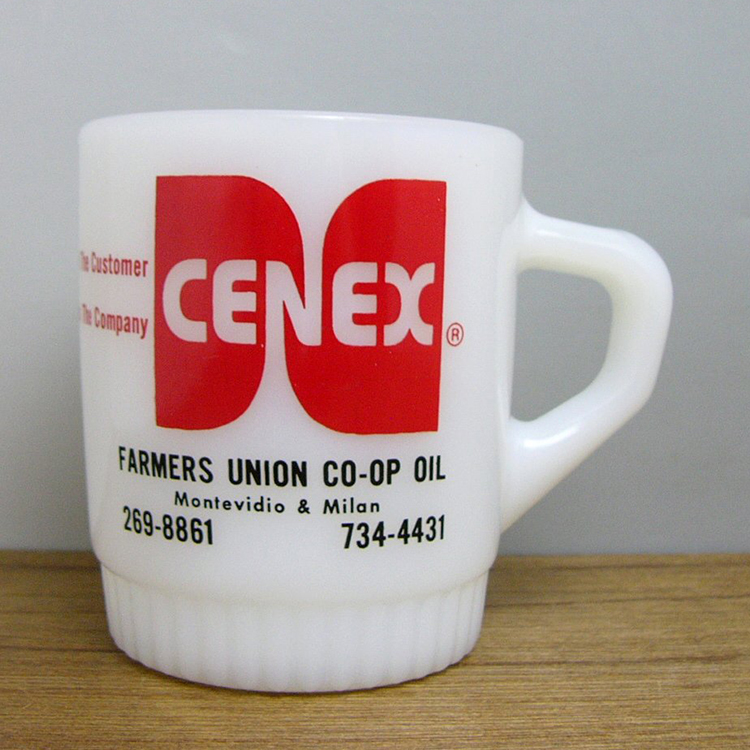 The Customer
The Company
CENEX®
FARMERS UNION CO-OP OIL
Montevidio & Milan
269-8861 734-4431